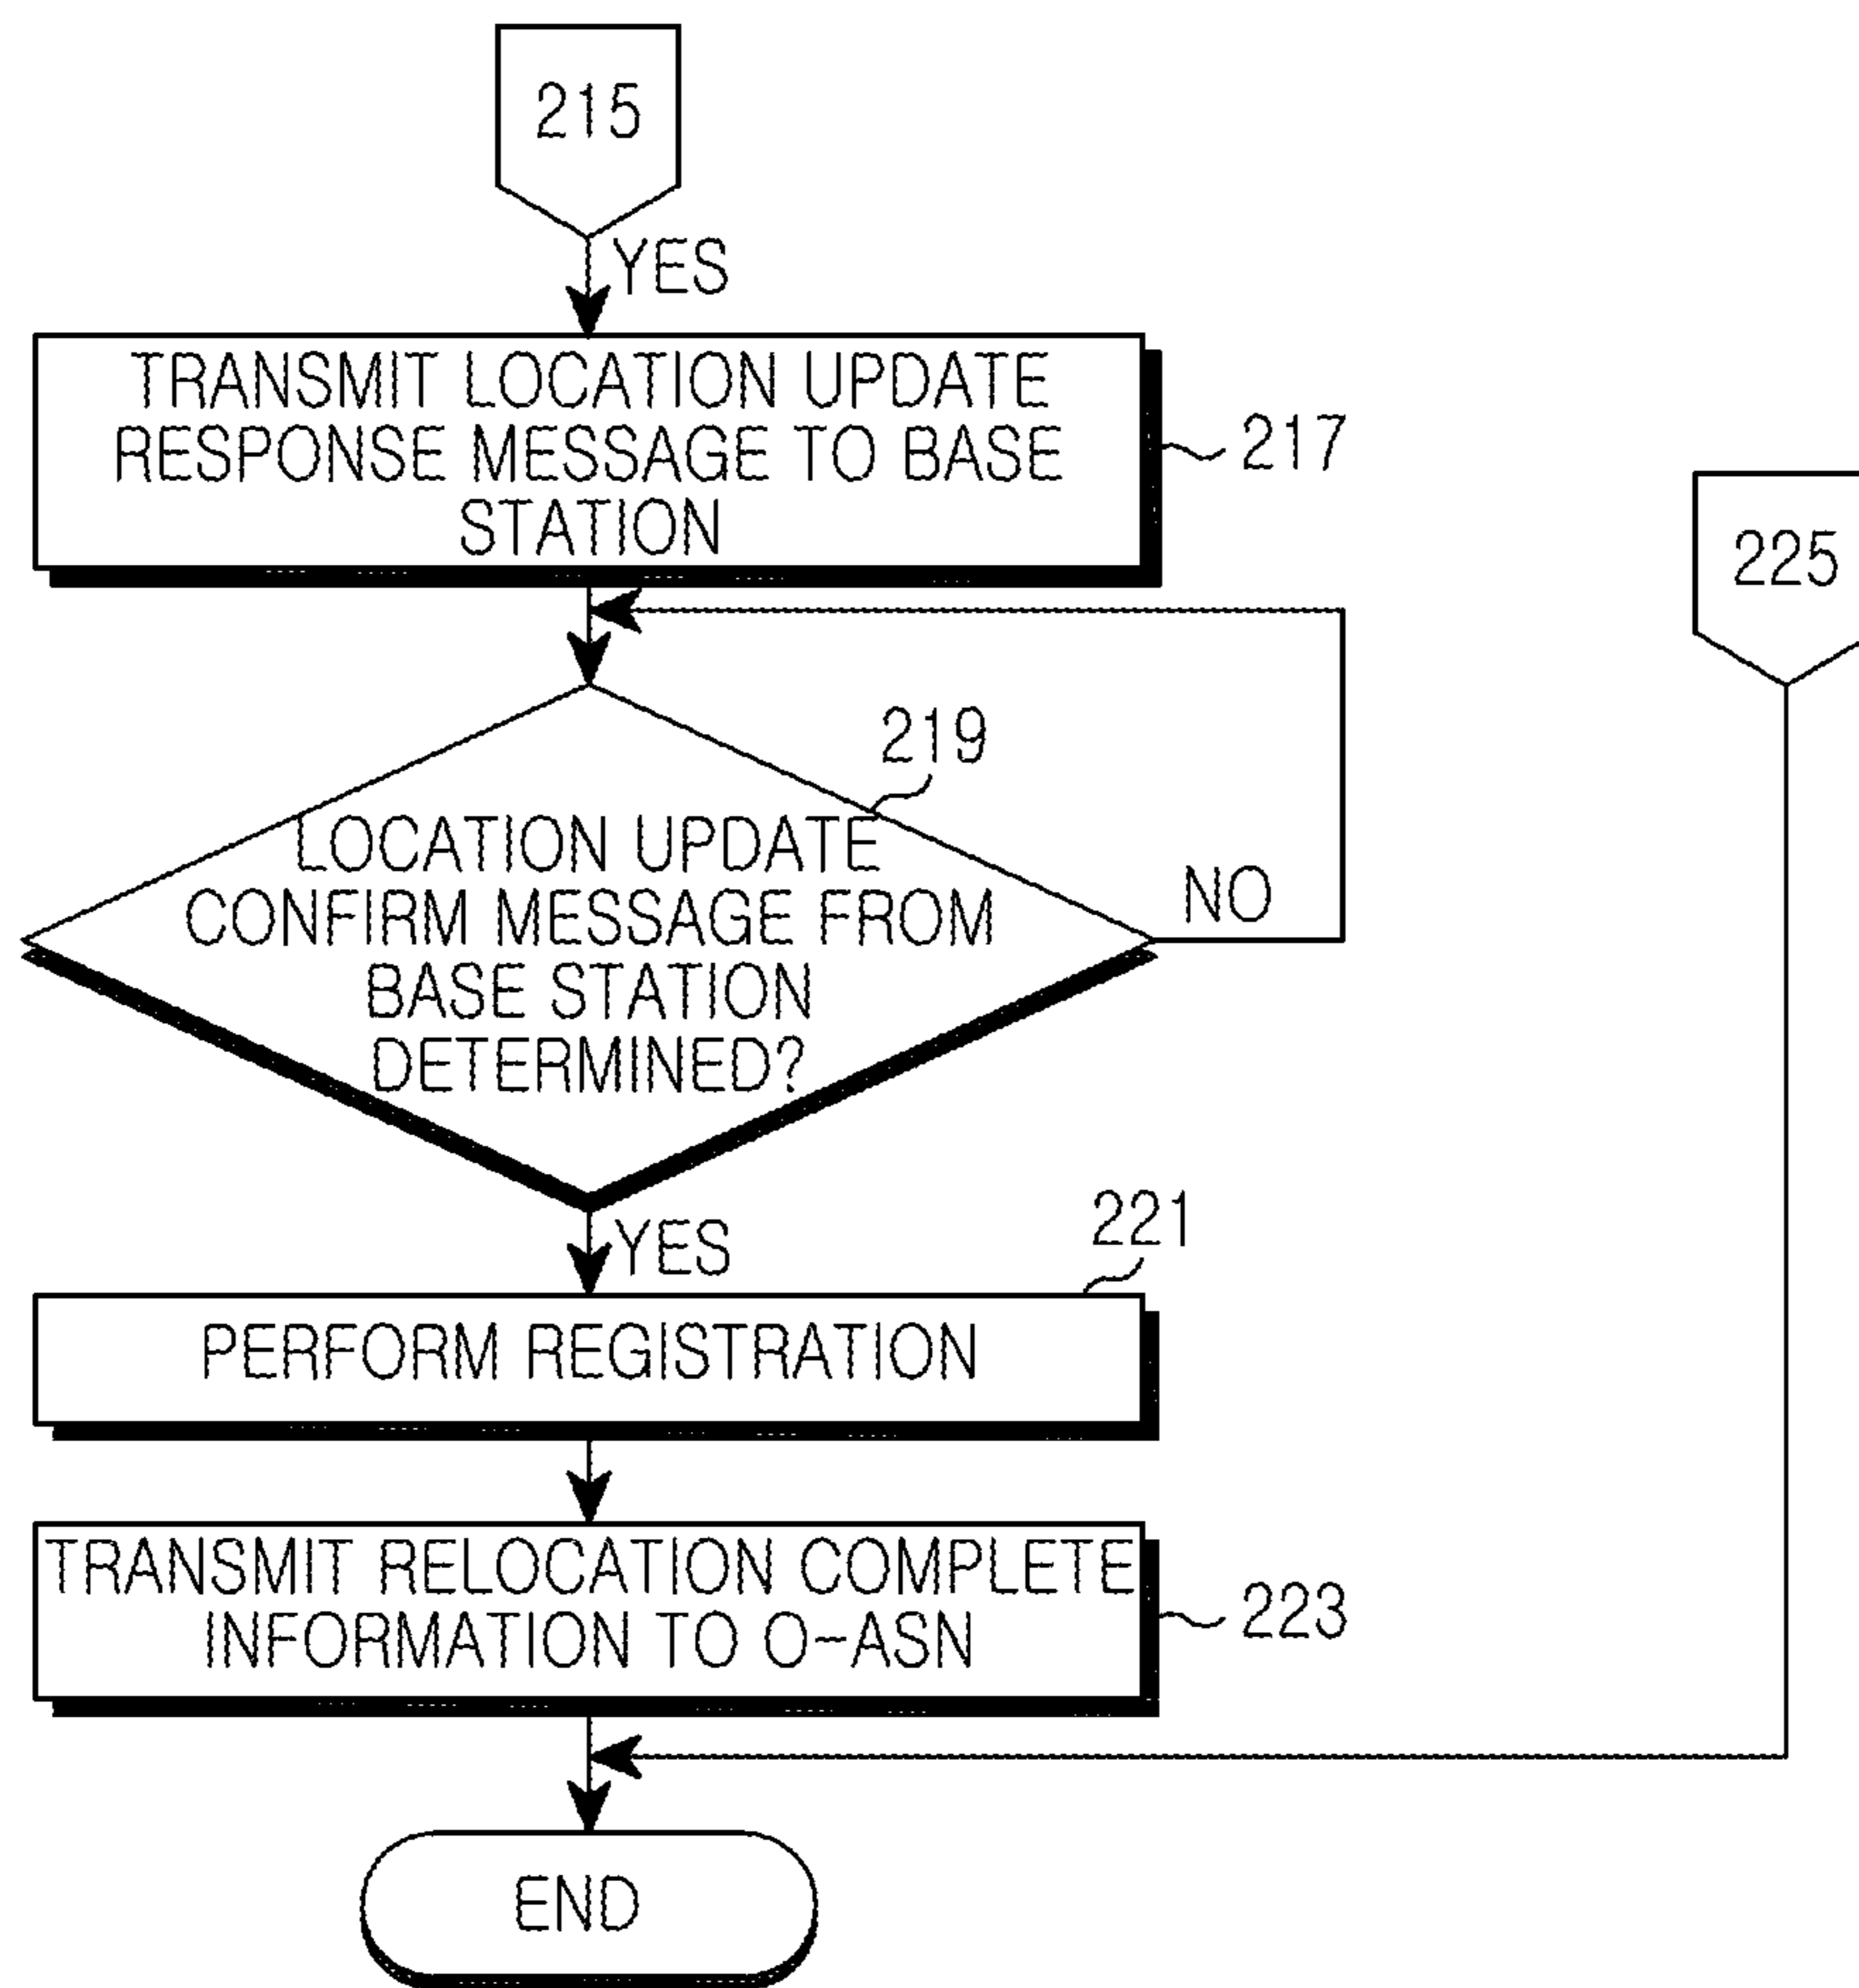 215
YES
TRANSMIT LOCATION UPDATE
RESPONSE MESSAGE TO BASE
STATION
217
225
219
LOCATION UPDATE
CONFIRM MESSAGE FROM
BASE STATION
DETERMINED?
NO
YES
221
PERFORM REGISTRATION
TRANSMIT RELOCATION COMPLETE
INFORMATION TO O-ASN
223
END